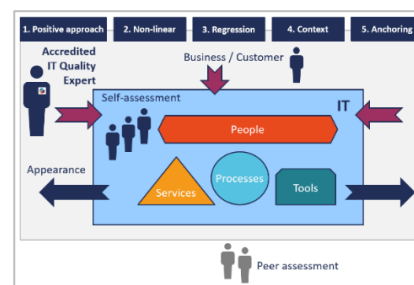 1. Positive approach
2. Non-linear
3. Regression
4. Context
5. Anchoring
Accredited
IT Quality
Expert
Business / Customer
Self-assessment
IT
People
Appearance
Services
Processes
Tools
Peer assessment